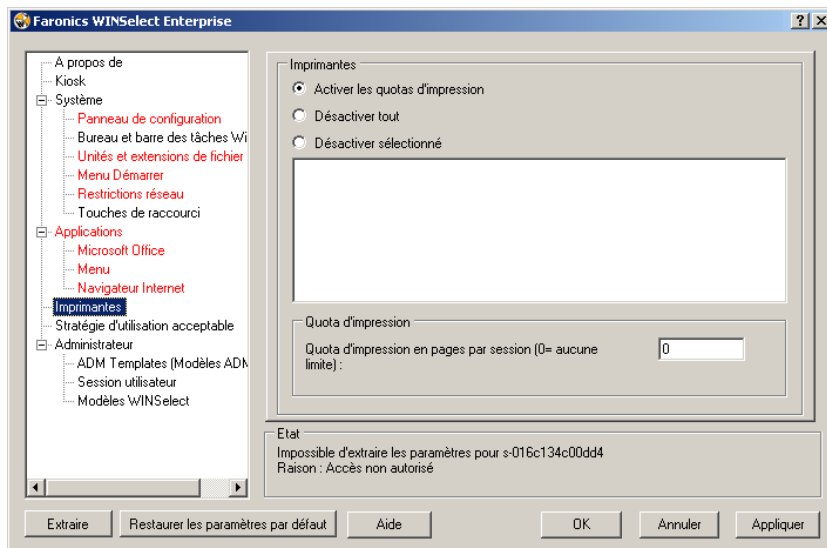 Faronics WINSelect Enterprise
A propos de
Kiosk
Système
Panneau de configuration
Bureau et barre des tâches Wi
Unités et extensions de fichier
Menu Démarrer
Restrictions réseau
Touches de raccourci
Applications
Microsoft Office
Menu
Navigateur Internet
Imprimantes
Stratégie d'utilisation acceptable
Administrateur
ADM Templates (Modèles ADM
Session utilisateur
Modèles WINSelect
Imprimantes
Activer les quotas d'impression
Désactiver tout
Désactiver sélectionné
Quota d'impression
Quota d'impression en pages par session (0= aucune
limite) :
0
Etat
Impossible d'extraire les paramètres pour s-016c134c00dd4
Raison : Accès non autorisé
Extraire
Restaurer les paramètres par défaut
Aide
OK
Annuler
Appliquer